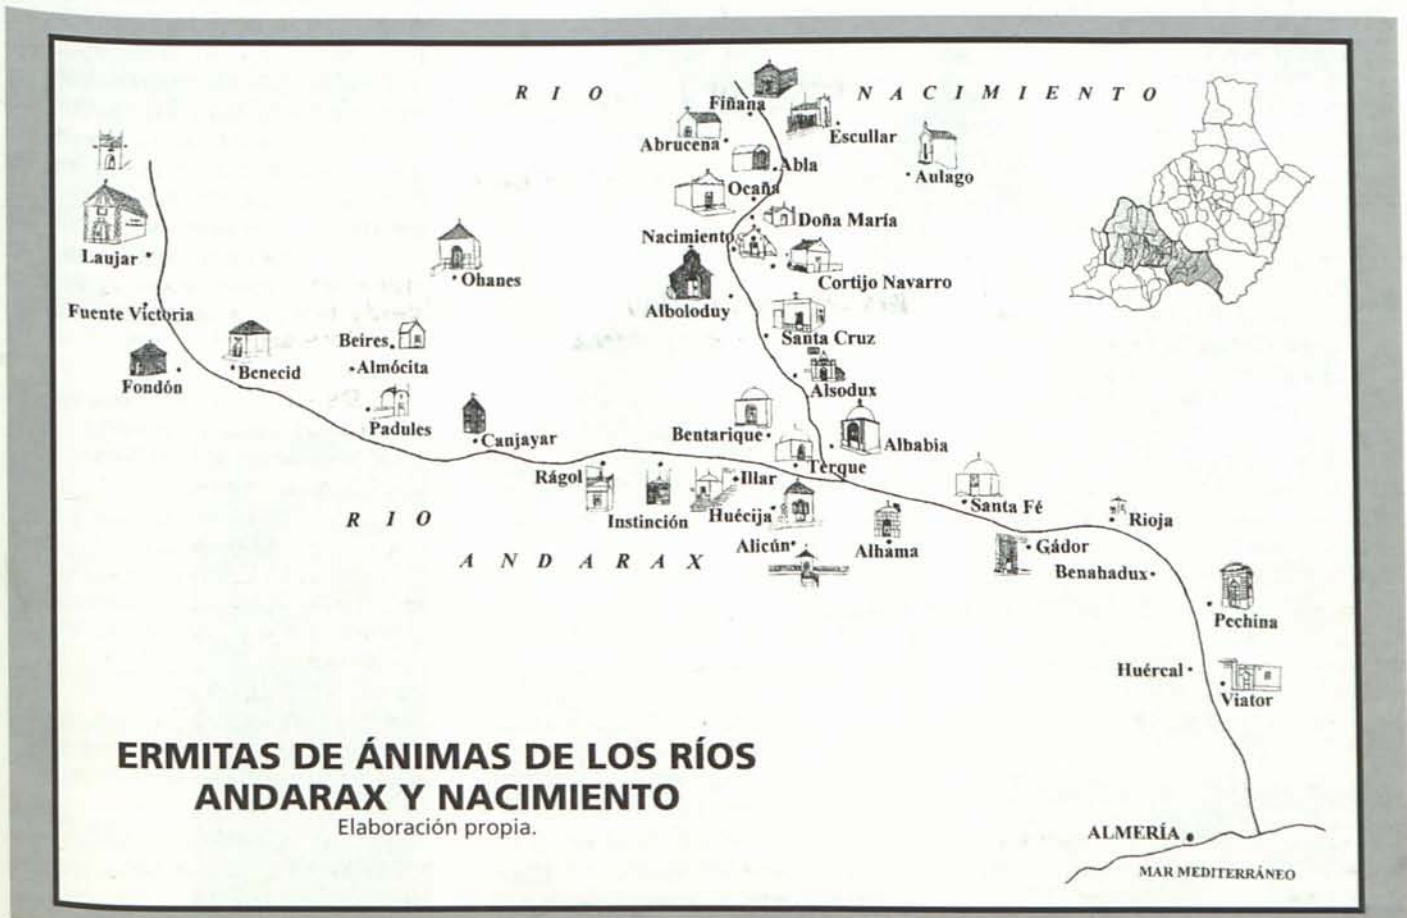 RIO NACIMIENTO
Fiñana
Escullar
Abrucena
Abla
Aulago
Ocaña
Doña María
Nacimiento
Cortijo Navarro
Laujar
Ohanes
Alboloduy
Fuente Victoria
Santa Cruz
Beires
Almócita
Benecid
Fondón
Alsodux
Padules
Canjayar
Bentarique
Albabia
Terque
Rágol
Illar
Instinción
Huécija
Santa Fé
Rioja
RIO
ANDARAX
Alicún
Alhama
Gádor
Benahadux
Pechina
Huércal
Viator
ERMITAS DE ÁNIMAS DE LOS RÍOS
ANDARAX Y NACIMIENTO
Elaboración propia.
ALMERÍA
MAR MEDITERRÁNEO